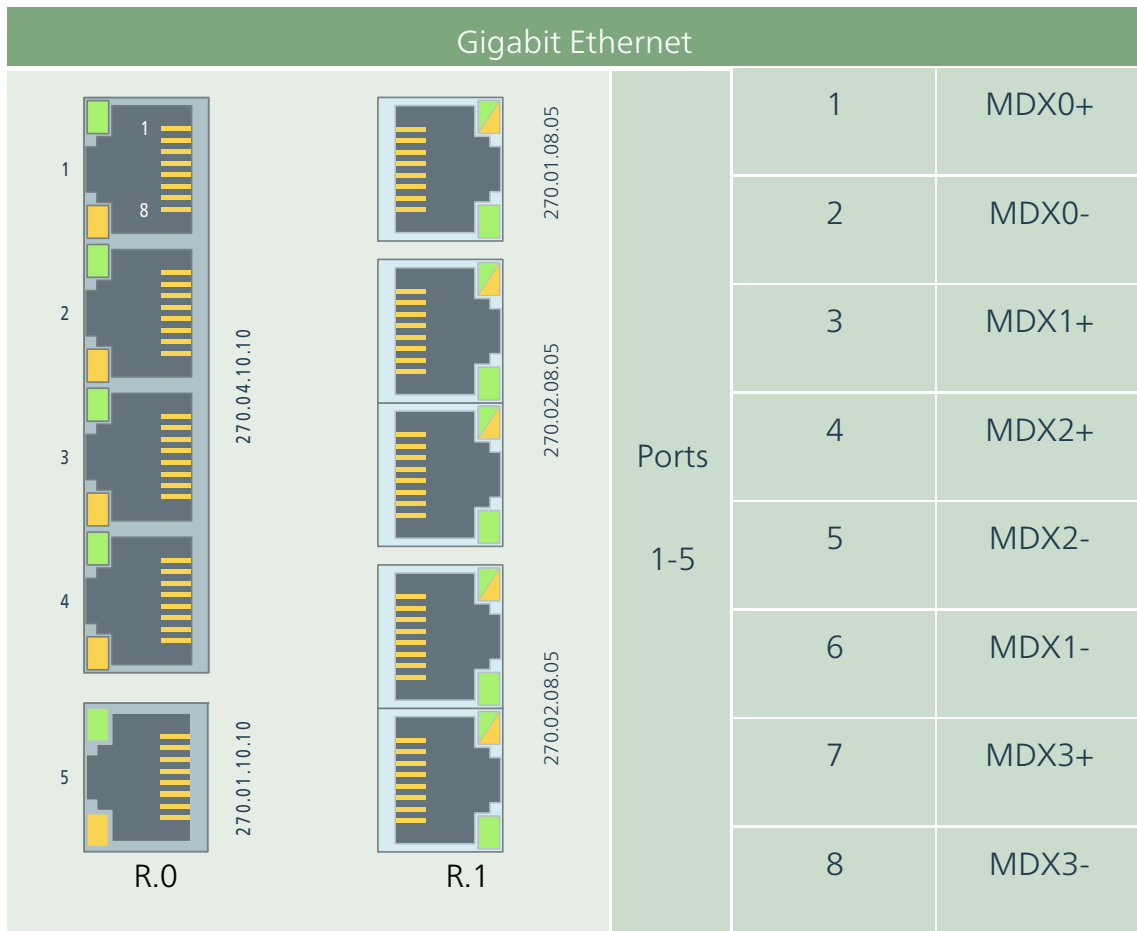 Gigabit Ethernet
1
1
8
2
3
4
270.04.10.10
5
270.01.10.10
R.0
270.01.08.05
270.02.08.05
270.02.08.05
R.1
Ports
1-5
1 MDX0+
2 MDX0-
3 MDX1+
4 MDX2+
5 MDX2-
6 MDX1-
7 MDX3+
8 MDX3-